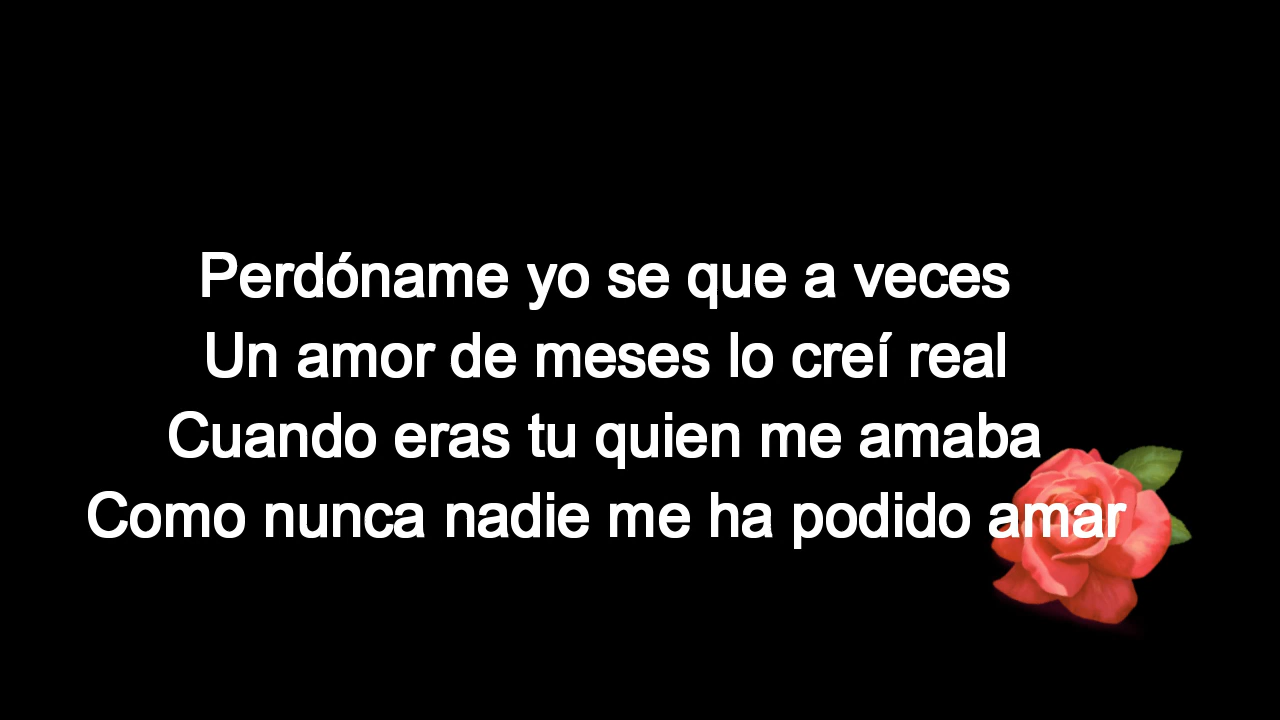 Perdóname yo se que a veces
Un amor de meses lo creí real
Cuando eras tu quien me amaba
Como nunca nadie me ha podido amar